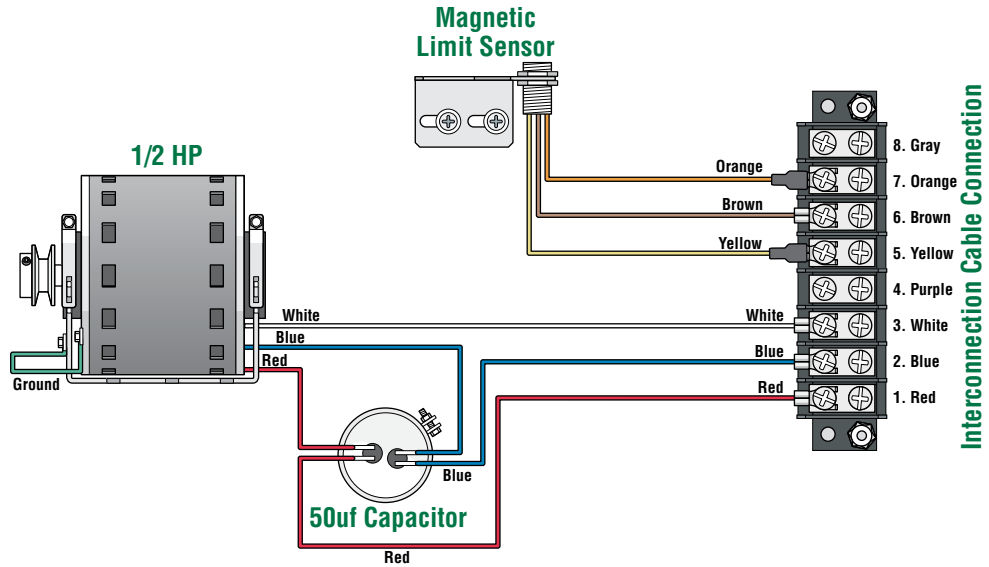 Magnetic
Limit Sensor
1/2 HP
Orange
Brown
Yellow
White
White
Blue
Blue
Red
Red
Ground
Blue
50uf Capacitor
Red
8. Gray
7. Orange
6. Brown
5. Yellow
4. Purple
3. White
2. Blue
1. Red
Interconnection Cable Connection